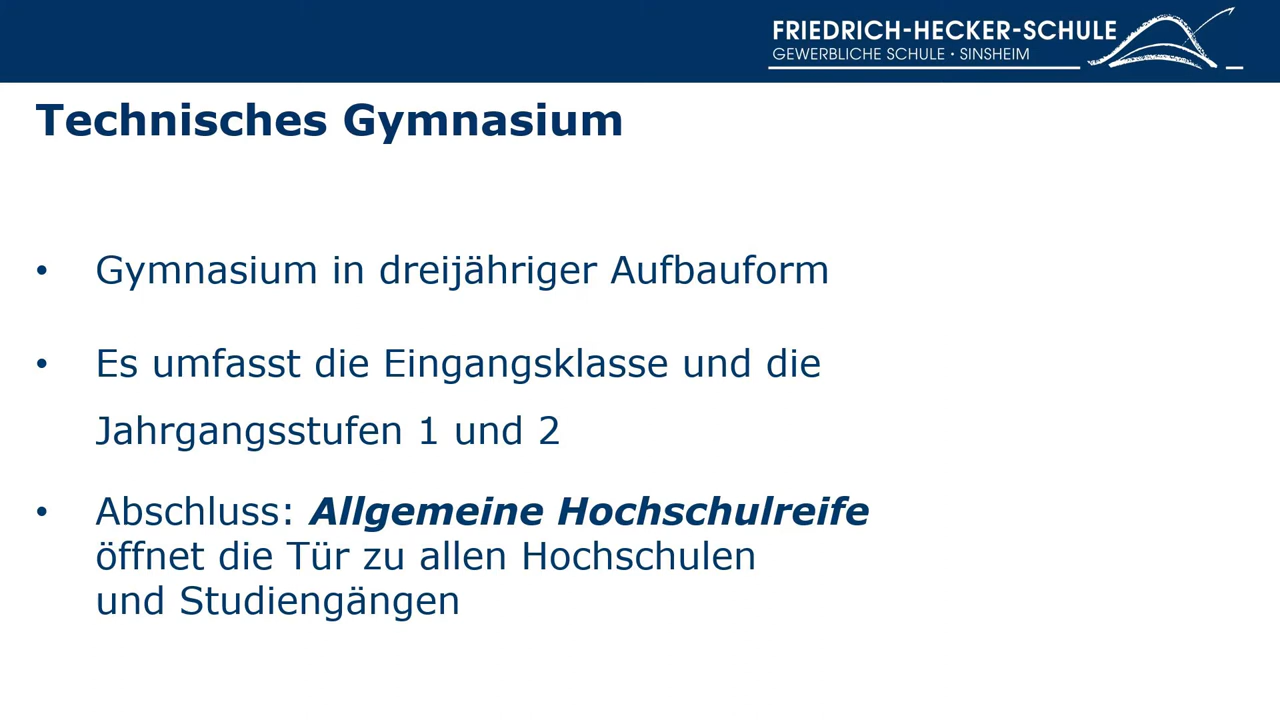 FRIEDRICH-HECKER-SCHULE
GEWERBLICHE SCHULE • SINSHEIM
Technisches Gymnasium
• Gymnasium in dreijähriger Aufbauform
• Es umfasst die Eingangsklasse und die
Jahrgangsstufen 1 und 2
• Abschluss: Allgemeine Hochschulreife
öffnet die Tür zu allen Hochschulen
und Studiengängen